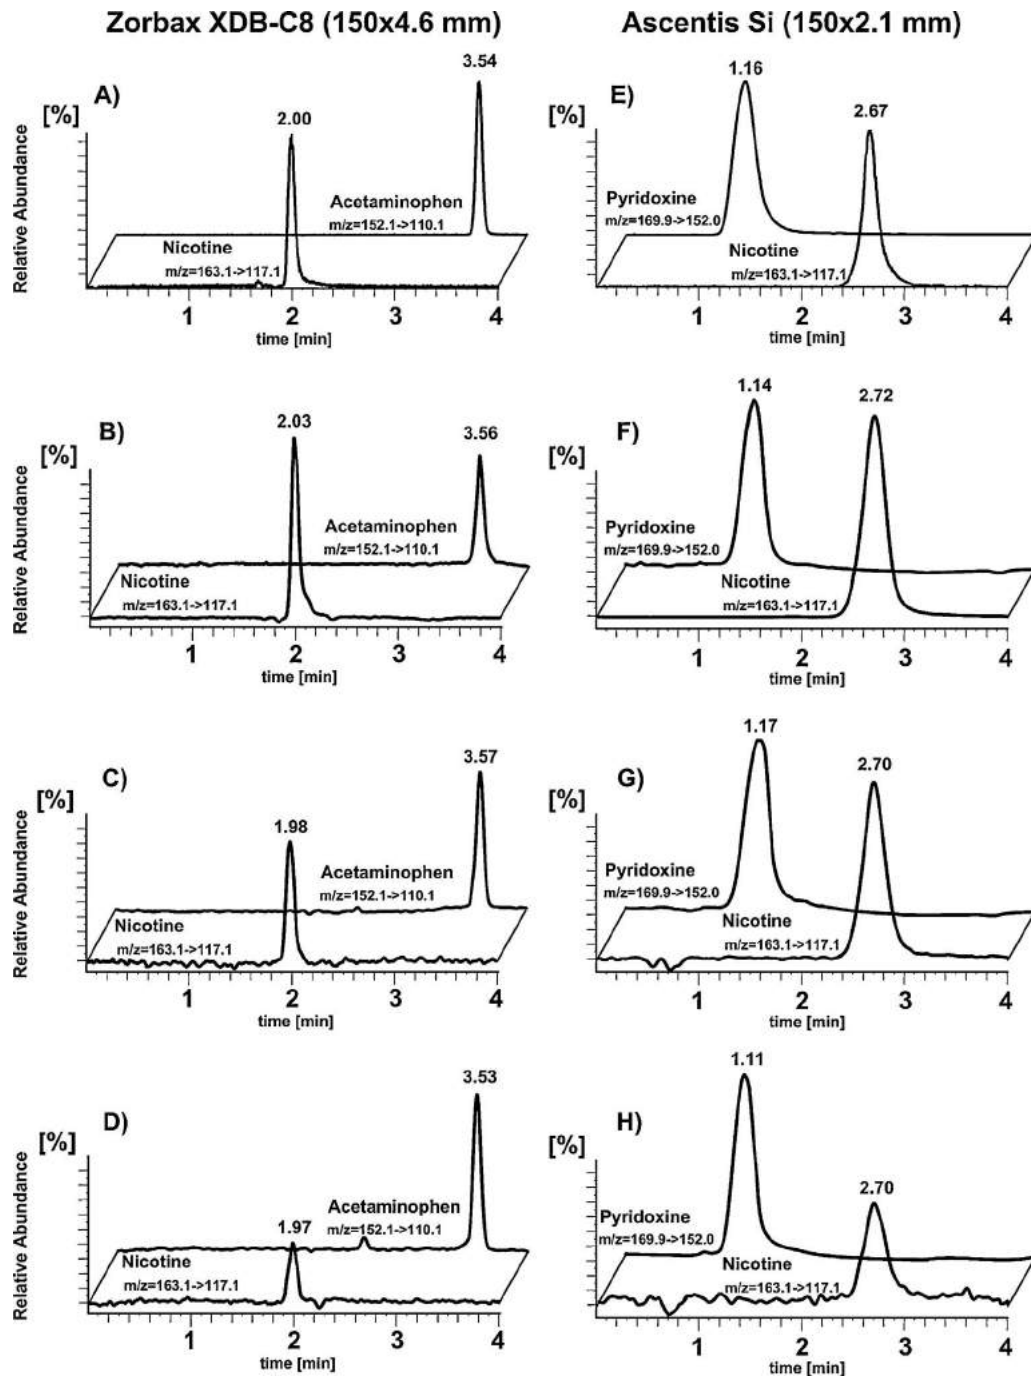 Zorbax XDB-C8 (150x4.6 mm)
Ascentis Si (150x2.1 mm)
A)
[%]
Relative Abundance
3.54
2.00
Acetaminophen
m/z=152.1->110.1
Nicotine
m/z=163.1->117.1
1 2 3 4
time [min]
E)
[%]
1.16
2.67
Pyridoxine
m/z=169.9->152.0
Nicotine
m/z=163.1->117.1
1 2 3 4
time [min]
B)
[%]
Relative Abundance
2.03
3.56
Acetaminophen
m/z=152.1->110.1
Nicotine
m/z=163.1->117.1
1 2 3 4
time [min]
F)
[%]
1.14
2.72
Pyridoxine
m/z=169.9->152.0
Nicotine
m/z=163.1->117.1
1 2 3 4
time [min]
C)
[%]
Relative Abundance
3.57
1.98
Acetaminophen
m/z=152.1->110.1
Nicotine
m/z=163.1->117.1
1 2 3 4
time [min]
G)
[%]
1.17
2.70
Pyridoxine
m/z=169.9->152.0
Nicotine
m/z=163.1->117.1
1 2 3 4
time [min]
D)
[%]
Relative Abundance
3.53
1.97
Acetaminophen
m/z=152.1->110.1
Nicotine
m/z=163.1->117.1
1 2 3 4
time [min]
H)
[%]
1.11
2.70
Pyridoxine
m/z=169.9->152.0
Nicotine
m/z=163.1->117.1
1 2 3 4
time [min]